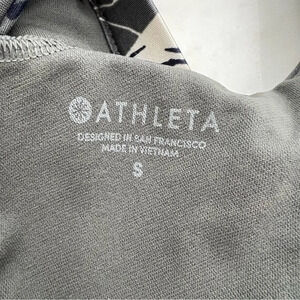 ATHLETA
DESIGNED IN SAN FRANCISCO
MADE IN VIETNAM
S